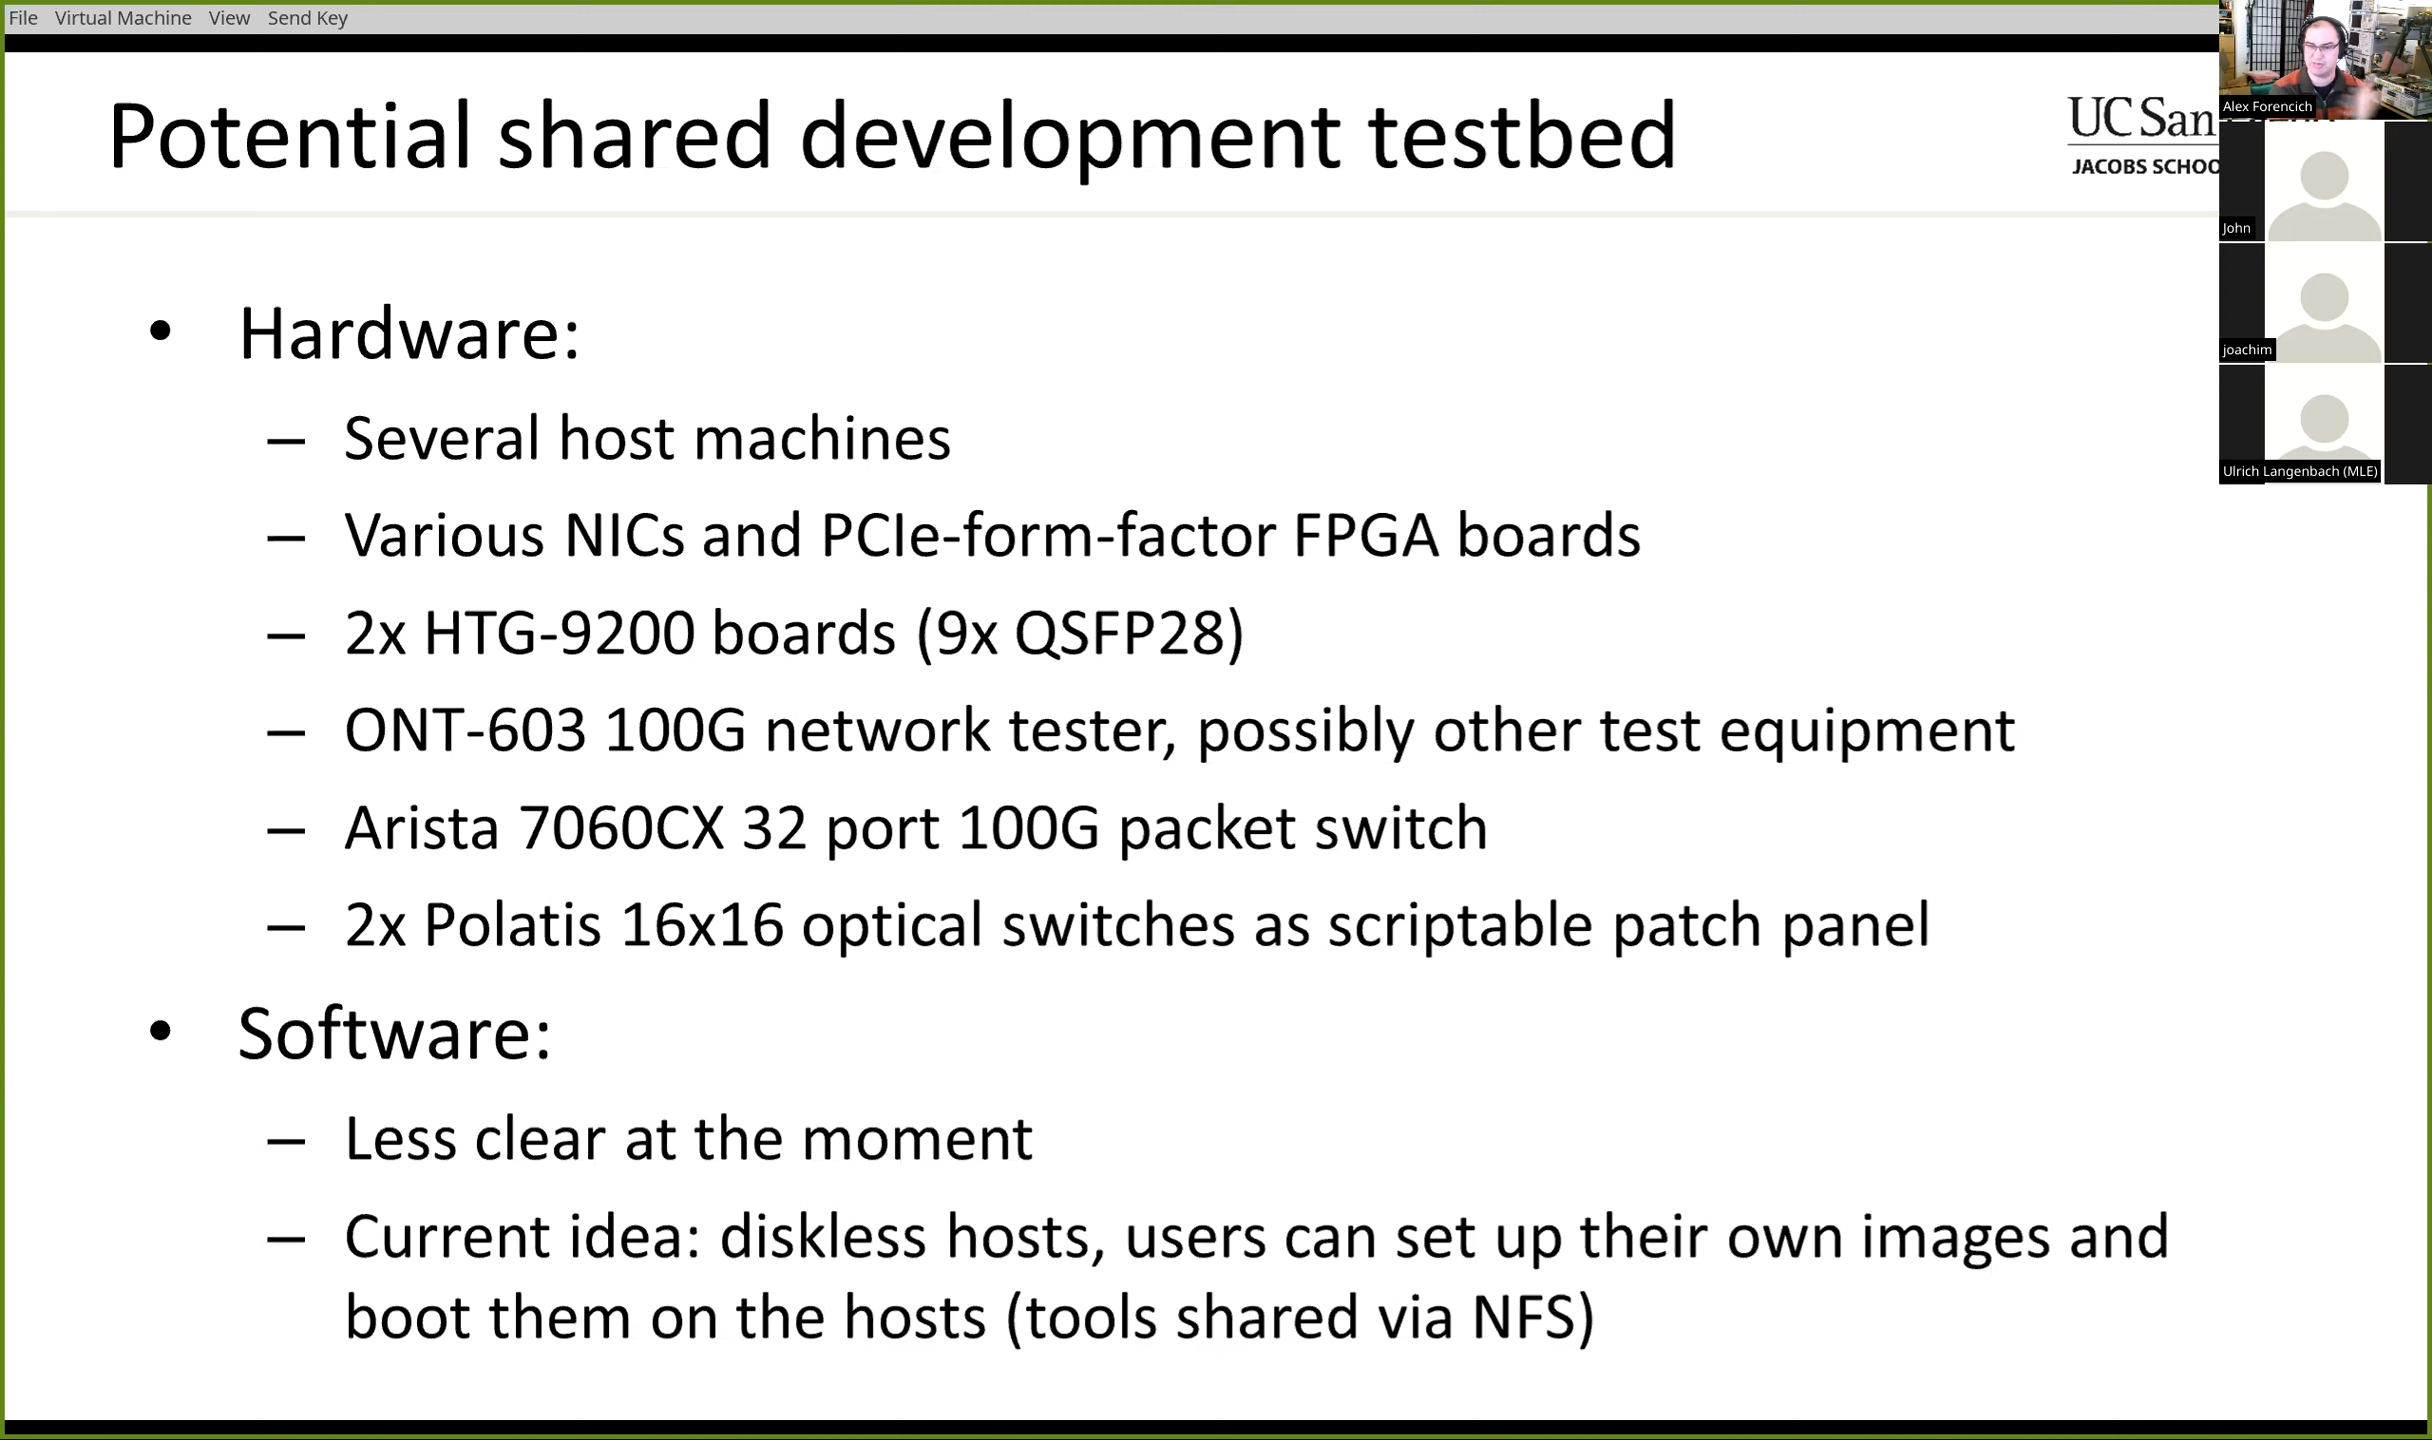 File Virtual Machine View Send Key
Potential shared development testbed
UC San
JACOBS SCHOO
Alex Forencich
John
joachim
Ulrich Langenbach (MLE)
• Hardware:
– Several host machines
– Various NICs and PCIe-form-factor FPGA boards
– 2x HTG-9200 boards (9x QSFP28)
– ONT-603 100G network tester, possibly other test equipment
– Arista 7060CX 32 port 100G packet switch
– 2x Polatis 16x16 optical switches as scriptable patch panel
• Software:
– Less clear at the moment
– Current idea: diskless hosts, users can set up their own images and
boot them on the hosts (tools shared via NFS)